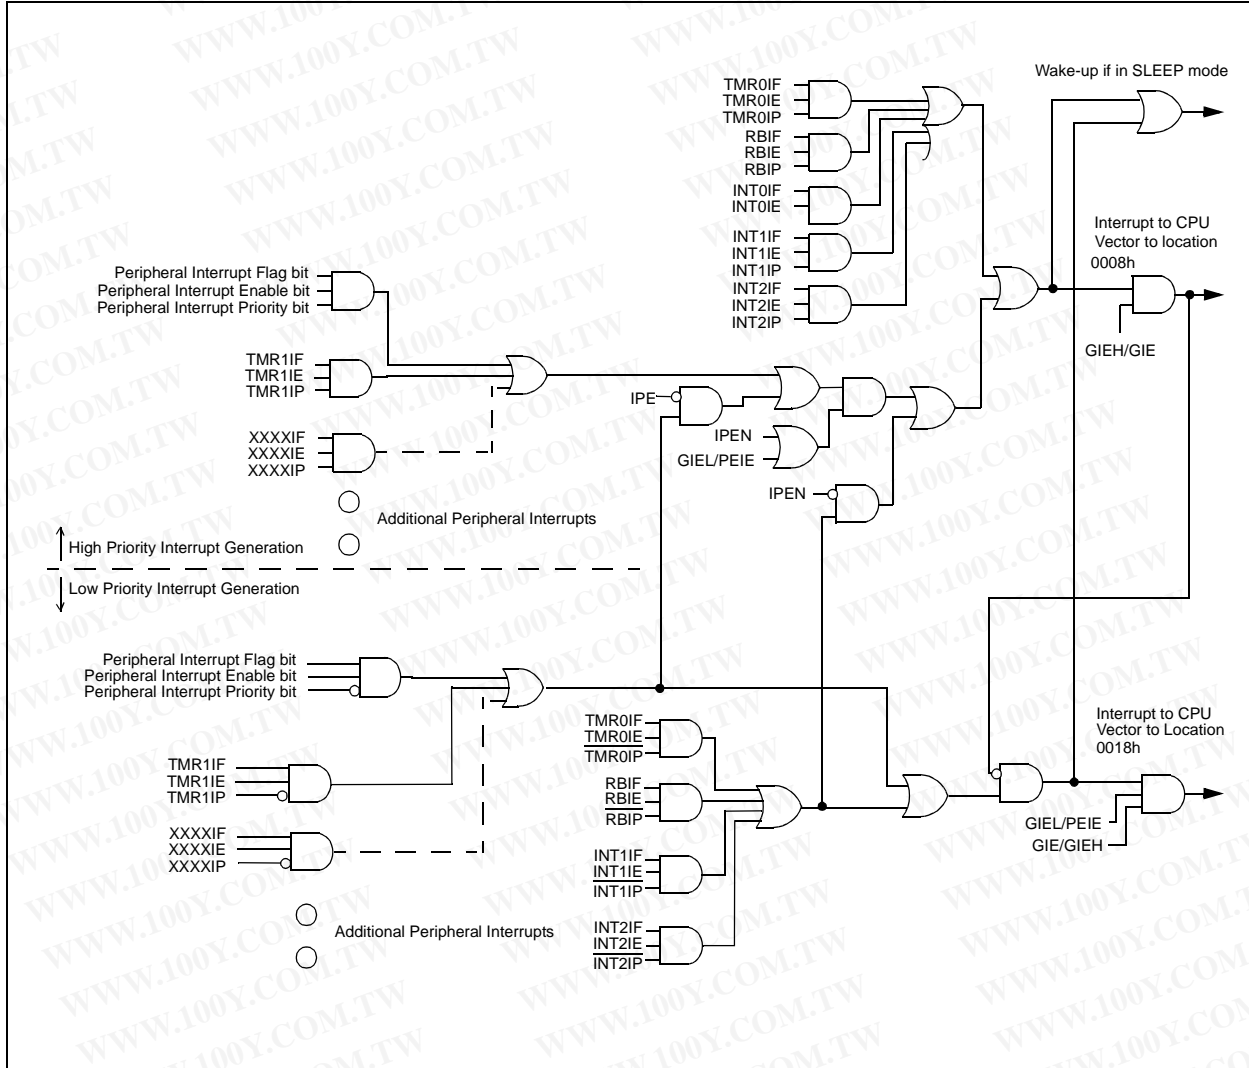 Wake-up if in SLEEP mode
TMR0IF
TMR0IE
TMR0IP
RBIF
RBIE
RBIP
INT0IF
INT0IE
INT1IF
INT1IE
INT1IP
INT2IF
INT2IE
INT2IP
Interrupt to CPU
Vector to location
0008h
GIEH/GIE
Peripheral Interrupt Flag bit
Peripheral Interrupt Enable bit
Peripheral Interrupt Priority bit
TMR1IF
TMR1IE
TMR1IP
XXXXIF
XXXXIE
XXXXIP
IPE
IPEN
GIEL/PEIE
IPEN
Additional Peripheral Interrupts
High Priority Interrupt Generation
Low Priority Interrupt Generation
Peripheral Interrupt Flag bit
Peripheral Interrupt Enable bit
Peripheral Interrupt Priority bit
TMR1IF
TMR1IE
TMR1IP
XXXXIF
XXXXIE
XXXXIP
Additional Peripheral Interrupts
TMR0IF
TMR0IE
TMR0IP
RBIF
RBIE
RBIP
INT1IF
INT1IE
INT1IP
INT2IF
INT2IE
INT2IP
Interrupt to CPU
Vector to Location
0018h
GIEL/PEIE
GIE/GIEH
WWW.100Y.COM.TW